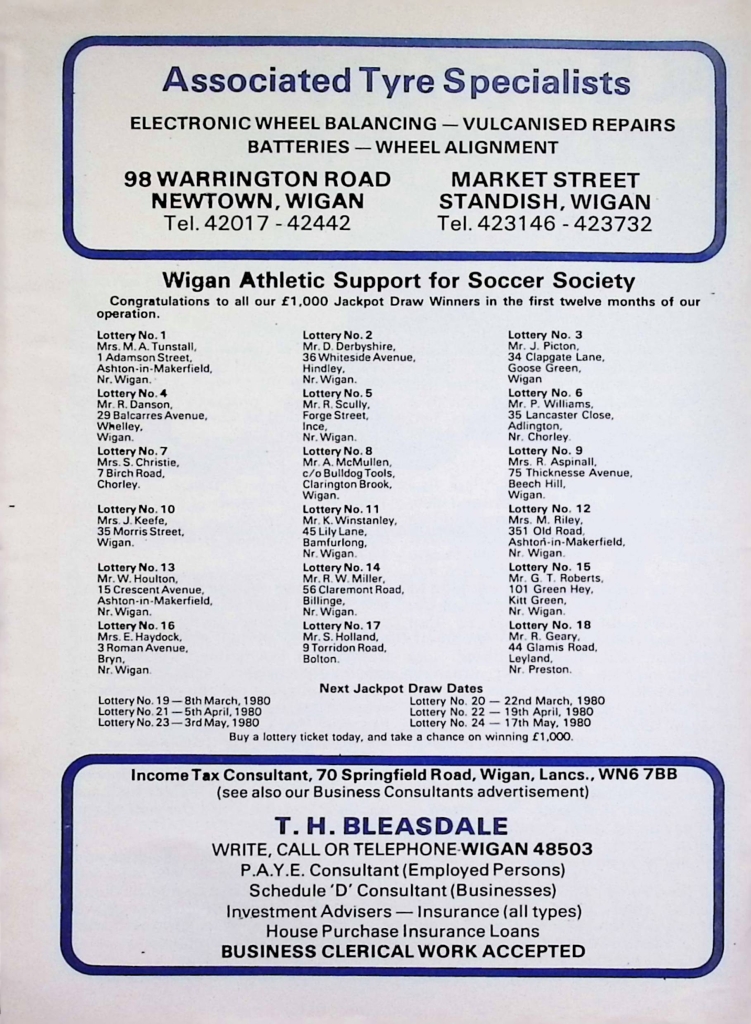 Associated Tyre Specialists
ELECTRONIC WHEEL BALANCING — VULCANISED REPAIRS
BATTERIES — WHEEL ALIGNMENT
98 WARRINGTON ROAD
NEWTOWN, WIGAN
Tel. 42017 - 42442
MARKET STREET
STANDISH, WIGAN
Tel. 423146 - 423732
Wigan Athletic Support for Soccer Society
Congratulations to all our £1,000 Jackpot Draw Winners in the first twelve months of our
operation.
Lottery No. 1
Mrs. M. A. Tunstall,
1 Adamson Street,
Ashton-in-Makerfield,
Nr. Wigan.
Lottery No. 2
Mr. D. Derbyshire,
36 Whiteside Avenue,
Hindley,
Nr. Wigan.
Lottery No. 3
Mr. J. Picton,
34 Clapgate Lane,
Goose Green,
Wigan
Lottery No. 4
Mr. R. Danson,
29 Balcarres Avenue,
Whelley,
Wigan.
Lottery No. 5
Mr. R. Scully,
Forge Street,
Ince,
Nr. Wigan.
Lottery No. 6
Mr. P. Williams,
35 Lancaster Close,
Adlington,
Nr. Chorley.
Lottery No. 7
Mrs. S. Christie,
7 Birch Road,
Chorley.
Lottery No. 8
Mr. A. McMullen,
c/o Bulldog Tools,
Clarington Brook,
Wigan.
Lottery No. 9
Mrs. R. Aspinall,
75 Thicknesse Avenue,
Beech Hill,
Wigan.
Lottery No. 10
Mrs. J. Keefe,
35 Morris Street,
Wigan.
Lottery No. 11
Mr. K. Winstanley,
45 Lily Lane,
Bamfurlong,
Nr. Wigan.
Lottery No. 12
Mrs. M. Riley,
351 Old Road,
Ashton-in-Makerfield,
Nr. Wigan.
Lottery No. 13
Mr. W. Houlton,
15 Crescent Avenue,
Ashton-in-Makerfield,
Nr. Wigan.
Lottery No. 14
Mr. R. W. Miller,
56 Claremont Road,
Billinge,
Nr. Wigan.
Lottery No. 15
Mr. G. T. Roberts,
101 Green Hey,
Kitt Green,
Nr. Wigan.
Lottery No. 16
Mrs. E. Haydock,
3 Roman Avenue,
Bryn,
Nr. Wigan.
Lottery No. 17
Mr. S. Holland,
9 Torridon Road,
Bolton.
Lottery No. 18
Mr. R. Geary,
44 Glamis Road,
Leyland,
Nr. Preston.
Next Jackpot Draw Dates
Lottery No. 19 — 8th March, 1980
Lottery No. 20 — 22nd March, 1980
Lottery No. 21 — 5th April, 1980
Lottery No. 22 — 19th April, 1980
Lottery No. 23 — 3rd May, 1980
Lottery No. 24 — 17th May, 1980
Buy a lottery ticket today, and take a chance on winning £1,000.
Income Tax Consultant, 70 Springfield Road, Wigan, Lancs., WN6 7BB
(see also our Business Consultants advertisement)
T. H. BLEASDALE
WRITE, CALL OR TELEPHONE-WIGAN 48503
P.A.Y.E. Consultant (Employed Persons)
Schedule 'D' Consultant (Businesses)
Investment Advisers — Insurance (all types)
House Purchase Insurance Loans
BUSINESS CLERICAL WORK ACCEPTED